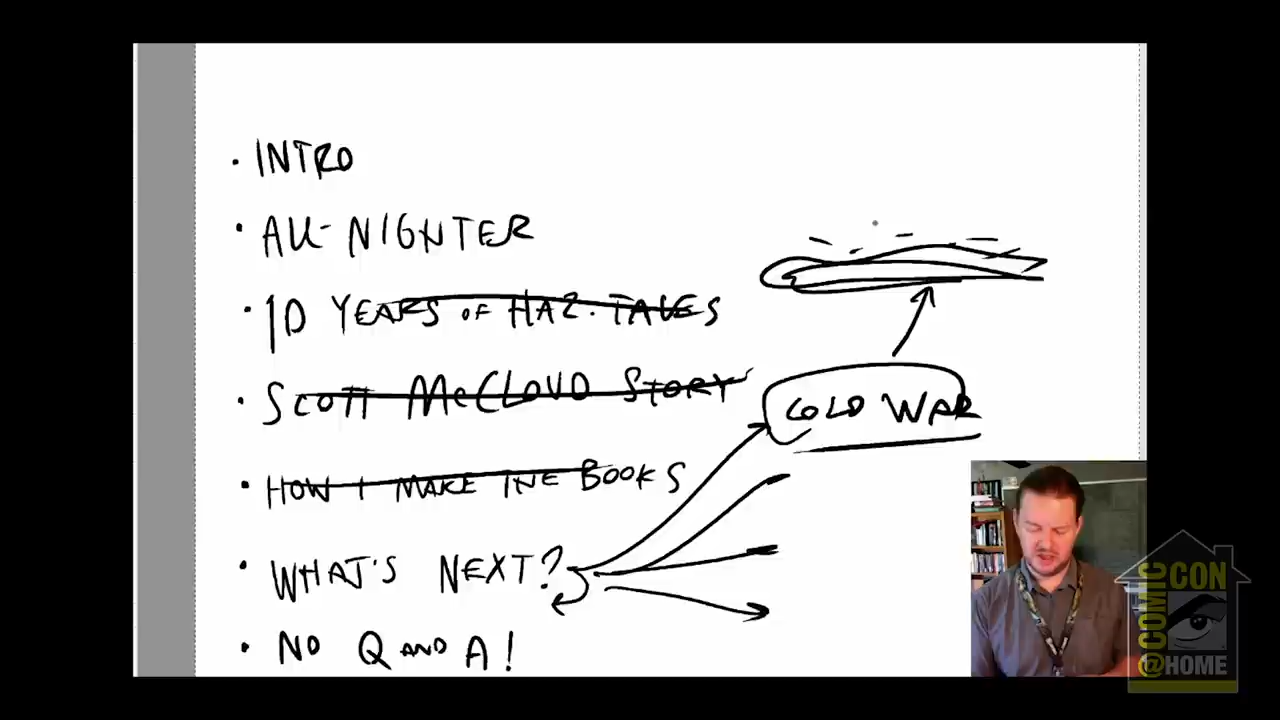 • INTRO
• ALL-NIGHTER
• 10 YEARS OF HAZ. TALES
• SCOTT McCLOUD STORY
• HOW I MAKE THE BOOKS
• WHAT'S NEXT?
COLD WAR
• NO Q AND A!
COMIC CON
@HOME